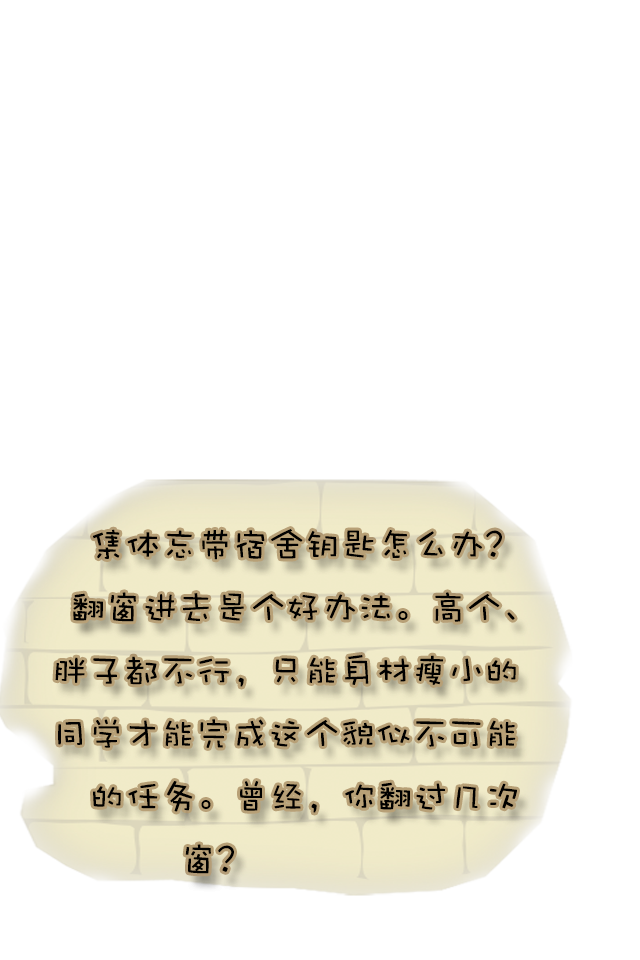 集体忘带宿舍钥匙怎么办？
翻窗进去是个好办法。高个、
胖子都不行，只能身材瘦小的
同学才能完成这个貌似不可能
的任务。曾经，你翻过几次
窗？